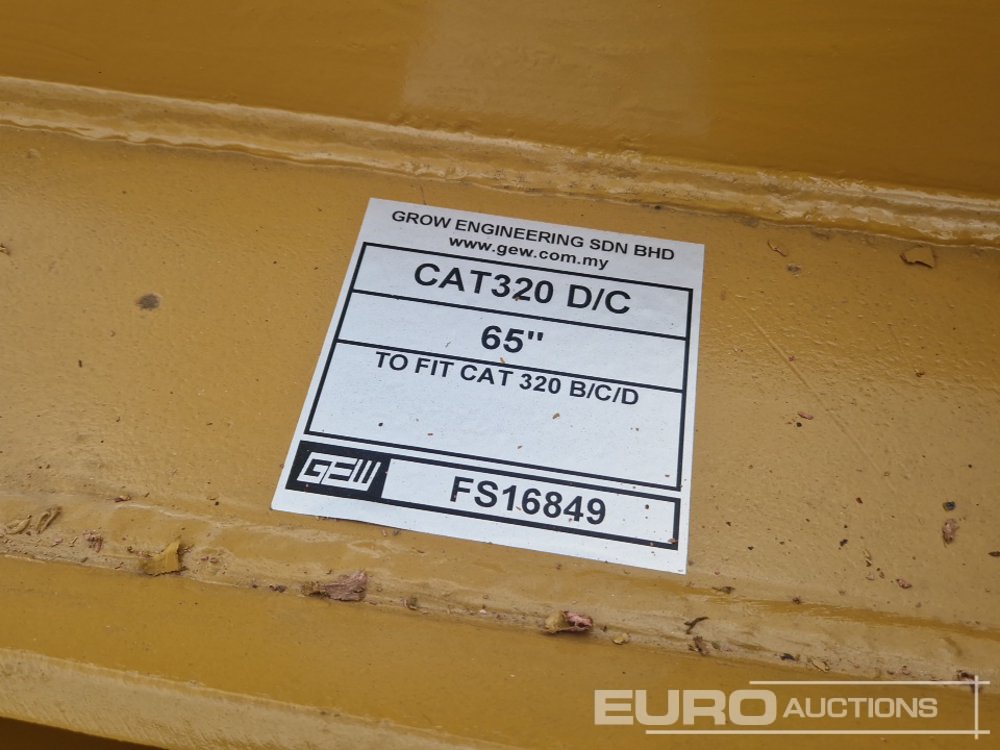 GROW ENGINEERING SDN BHD
www.gew.com.my
CAT320 D/C
65"
TO FIT CAT 320 B/C/D
GEW
FS16849
EURO AUCTIONS